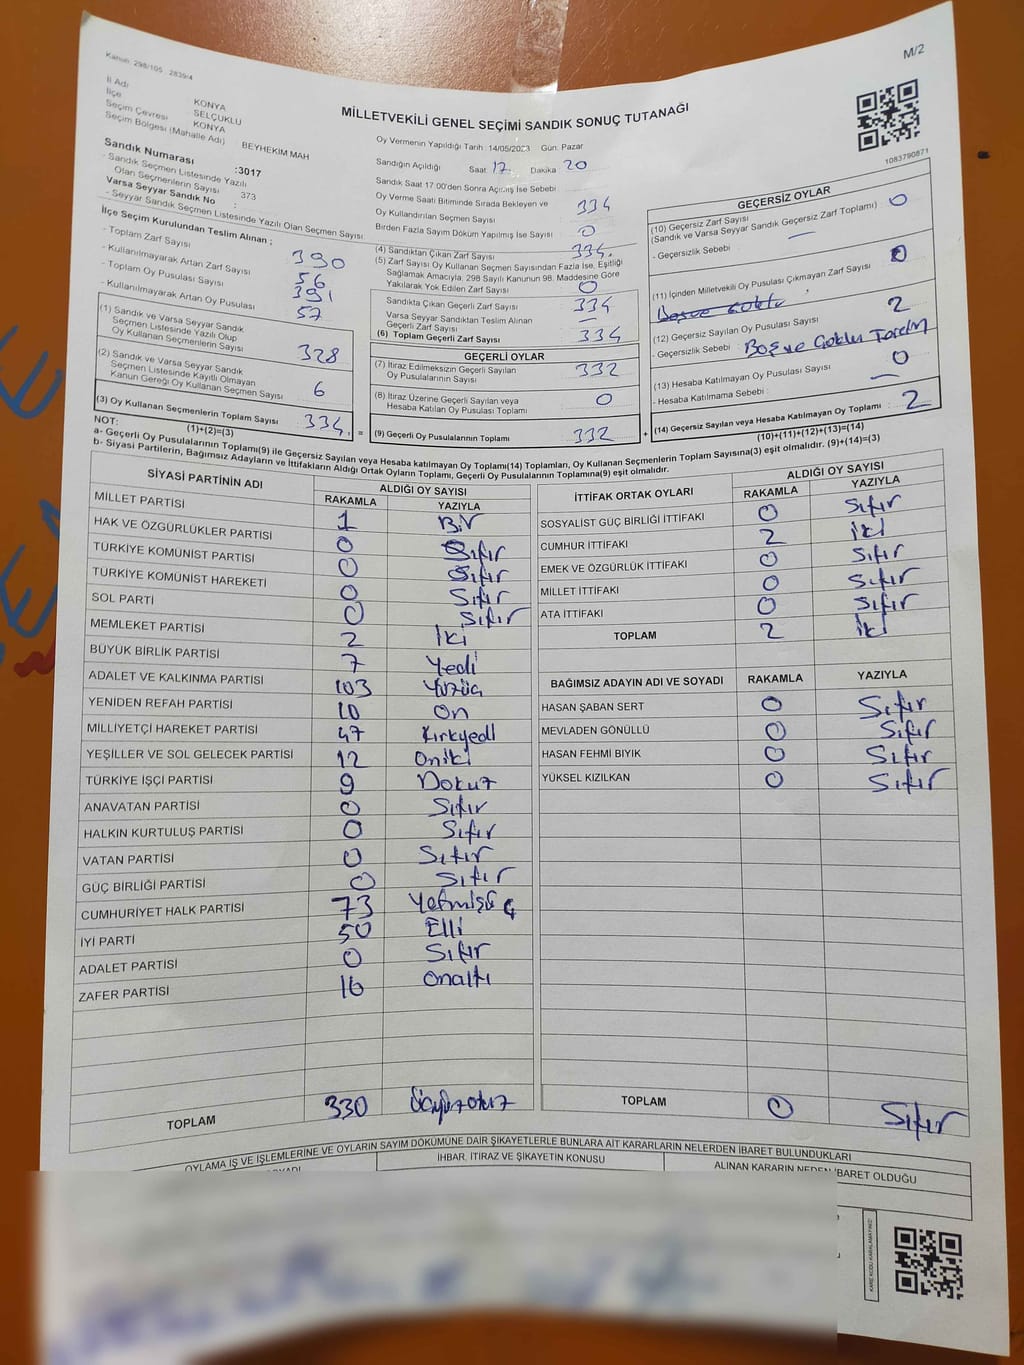 Kanun: 298/105 2839/4
M/2
İl Adı KONYA
İlçe SELÇUKLU
Seçim Çevresi KONYA
Seçim Bölgesi (Mahalle Adı) BEYHEKIM MAH
MİLLETVEKİLİ GENEL SEÇİMİ SANDIK SONUÇ TUTANAĞI
1083790871
Oy Vermenin Yapıldığı Tarih: 14/05/2023 Gün: Pazar
Sandığın Açıldığı Saat 17 Dakika 20
Sandık Saat 17.00'den Sonra Açılmış İse Sebebi
Oy Verme Saati Bitiminde Sırada Bekleyen ve
Oy Kullandırılan Seçmen Sayısı 334
Birden Fazla Sayım Döküm Yapılmış İse Sayısı 0
Sandık Numarası :3017
- Sandık Seçmen Listesinde Yazılı
Olan Seçmenlerin Sayısı 373
Varsa Seyyar Sandık No :
- Seyyar Sandık Seçmen Listesinde Yazılı Olan Seçmen Sayısı
İlçe Seçim Kurulundan Teslim Alınan ;
- Toplam Zarf Sayısı 390
- Kullanılmayarak Artan Zarf Sayısı 56
- Toplam Oy Pusulası Sayısı 391
- Kullanılmayarak Artan Oy Pusulası 57
(1) Sandık ve Varsa Seyyar Sandık
Seçmen Listesinde Yazılı Olup
Oy Kullanan Seçmenlerin Sayısı 328
(2) Sandık ve Varsa Seyyar Sandık
Seçmen Listesinde Kayıtlı Olmayan
Kanun Gereği Oy Kullanan Seçmen Sayısı 6
(3) Oy Kullanan Seçmenlerin Toplam Sayısı 334
(1)+(2)=(3)
(4) Sandıktan Çıkan Zarf Sayısı 334
(5) Zarf Sayısı Oy Kullanan Seçmen Sayısından Fazla İse, Eşitliği
Sağlamak Amacıyla, 298 Sayılı Kanunun 98. Maddesine Göre
Yakılarak Yok Edilen Zarf Sayısı 0
Sandıkta Çıkan Geçerli Zarf Sayısı 334
Varsa Seyyar Sandıktan Teslim Alınan
Geçerli Zarf Sayısı
(6) Toplam Geçerli Zarf Sayısı 334
GEÇERLİ OYLAR
(7) İtiraz Edilmeksizin Geçerli Sayılan
Oy Pusulalarının Sayısı 332
(8) İtiraz Üzerine Geçerli Sayılan veya
Hesaba Katılan Oy Pusulası Toplamı 0
= (9) Geçerli Oy Pusulalarının Toplamı 332 +
GEÇERSİZ OYLAR
(10) Geçersiz Zarf Sayısı
(Sandık ve Varsa Seyyar Sandık Geçersiz Zarf Toplamı) 0
- Geçersizlik Sebebi : —
(11) İçinden Milletvekili Oy Pusulası Çıkmayan Zarf Sayısı 0
(12) Geçersiz Sayılan Oy Pusulası Sayısı 2
- Geçersizlik Sebebi : Boş ve Çoklu Tercih
(13) Hesaba Katılmayan Oy Pusulası Sayısı 0
- Hesaba Katılmama Sebebi : —
(14) Geçersiz Sayılan veya Hesaba Katılmayan Oy Toplamı : 2
(10)+(11)+(12)+(13)=(14)
NOT:
a- Geçerli Oy Pusulalarının Toplamı(9) ile Geçersiz Sayılan veya Hesaba katılmayan Oy Toplamı(14) Toplamları, Oy Kullanan Seçmenlerin Toplam Sayısına(3) eşit olmalıdır. (9)+(14)=(3)
b- Siyasi Partilerin, Bağımsız Adayların ve İttifakların Aldığı Ortak Oyların Toplamı, Geçerli Oy Pusulalarının Toplamına(9) eşit olmalıdır.
SİYASİ PARTİNİN ADI ALDIĞI OY SAYISI
RAKAMLA YAZIYLA
MİLLET PARTİSİ 1 Bir
HAK VE ÖZGÜRLÜKLER PARTİSİ 0 Sıfır
TÜRKİYE KOMÜNİST PARTİSİ 0 Sıfır
TÜRKİYE KOMÜNİST HAREKETİ 0 Sıfır
SOL PARTİ 0 Sıfır
MEMLEKET PARTİSİ 2 İki
BÜYÜK BİRLİK PARTİSİ 7 Yedi
ADALET VE KALKINMA PARTİSİ 103 Yüzüç
YENİDEN REFAH PARTİSİ 10 On
MİLLİYETÇİ HAREKET PARTİSİ 47 Kırkyedi
YEŞİLLER VE SOL GELECEK PARTİSİ 12 Oniki
TÜRKİYE İŞÇİ PARTİSİ 9 Dokuz
ANAVATAN PARTİSİ 0 Sıfır
HALKIN KURTULUŞ PARTİSİ 0 Sıfır
VATAN PARTİSİ 0 Sıfır
GÜÇ BİRLİĞİ PARTİSİ 0 Sıfır
CUMHURİYET HALK PARTİSİ 73 Yetmişüç
İYİ PARTİ 50 Elli
ADALET PARTİSİ 0 Sıfır
ZAFER PARTİSİ 16 Onaltı
TOPLAM 330 Üçyüzotuz
İTTİFAK ORTAK OYLARI ALDIĞI OY SAYISI
RAKAMLA YAZIYLA
SOSYALİST GÜÇ BİRLİĞİ İTTİFAKI 0 Sıfır
CUMHUR İTTİFAKI 2 İki
EMEK VE ÖZGÜRLÜK İTTİFAKI 0 Sıfır
MİLLET İTTİFAKI 0 Sıfır
ATA İTTİFAKI 0 Sıfır
TOPLAM 2 İki
BAĞIMSIZ ADAYIN ADI VE SOYADI RAKAMLA YAZIYLA
HASAN ŞABAN SERT 0 Sıfır
MEVLADEN GÖNÜLLÜ 0 Sıfır
HASAN FEHMİ BIYIK 0 Sıfır
YÜKSEL KIZILKAN 0 Sıfır
TOPLAM 0 Sıfır
OYLAMA İŞ VE İŞLEMLERİNE VE OYLARIN SAYIM DÖKÜMÜNE DAİR ŞİKAYETLERLE BUNLARA AİT KARARLARIN NELERDEN İBARET BULUNDUKLARI
İHBAR, İTİRAZ VE ŞİKAYETİN KONUSU
ALINAN KARARIN NEDEN İBARET OLDUĞU
KARE KODU KARALAMAYINIZ!